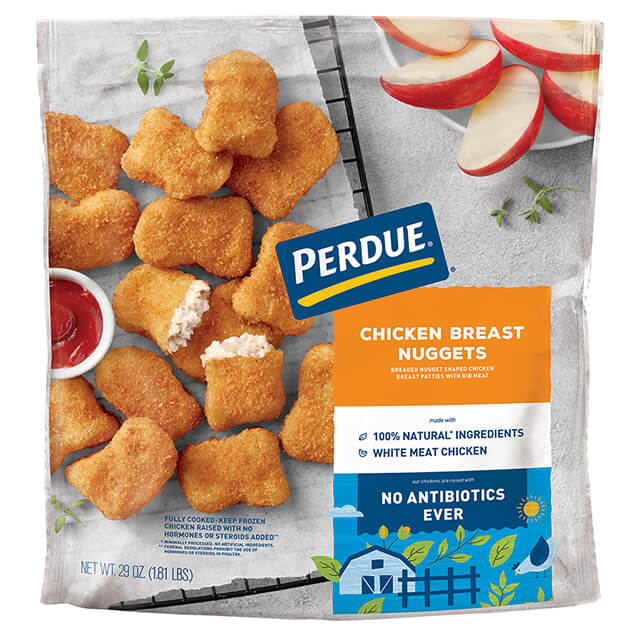 PERDUE®
®
CHICKEN BREAST
NUGGETS
BREADED NUGGET SHAPED CHICKEN
BREAST PATTIES WITH RIB MEAT
made with
100% NATURAL* INGREDIENTS
WHITE MEAT CHICKEN
our chickens are raised with
NO ANTIBIOTICS
EVER
FULLY COOKED · KEEP FROZEN
CHICKEN RAISED WITH NO
HORMONES OR STEROIDS ADDED**
* MINIMALLY PROCESSED. NO ARTIFICIAL INGREDIENTS.
** FEDERAL REGULATIONS PROHIBIT THE USE OF
HORMONES OR STEROIDS IN POULTRY.
NET WT. 29 OZ. (1.81 LBS.)